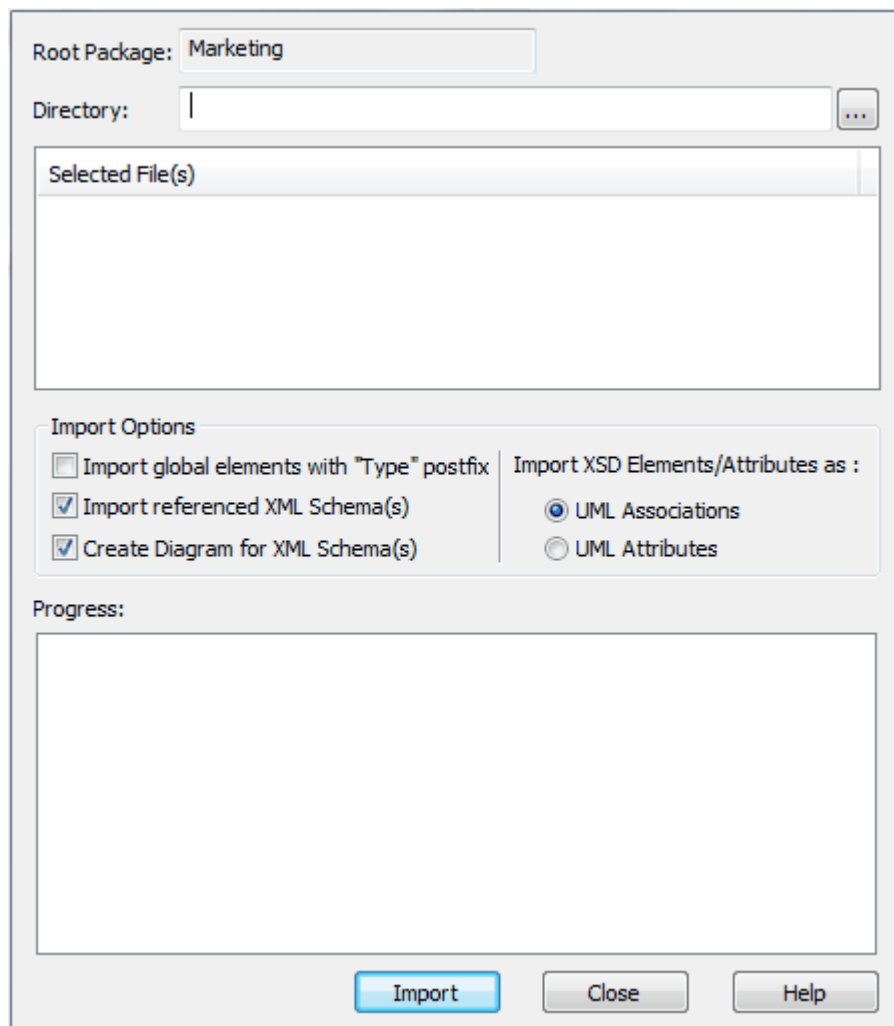 Root Package: Marketing
Directory:
...
Selected File(s)
Import Options
Import global elements with "Type" postfix
Import referenced XML Schema(s)
Create Diagram for XML Schema(s)
Import XSD Elements/Attributes as :
UML Associations
UML Attributes
Progress:
Import Close Help